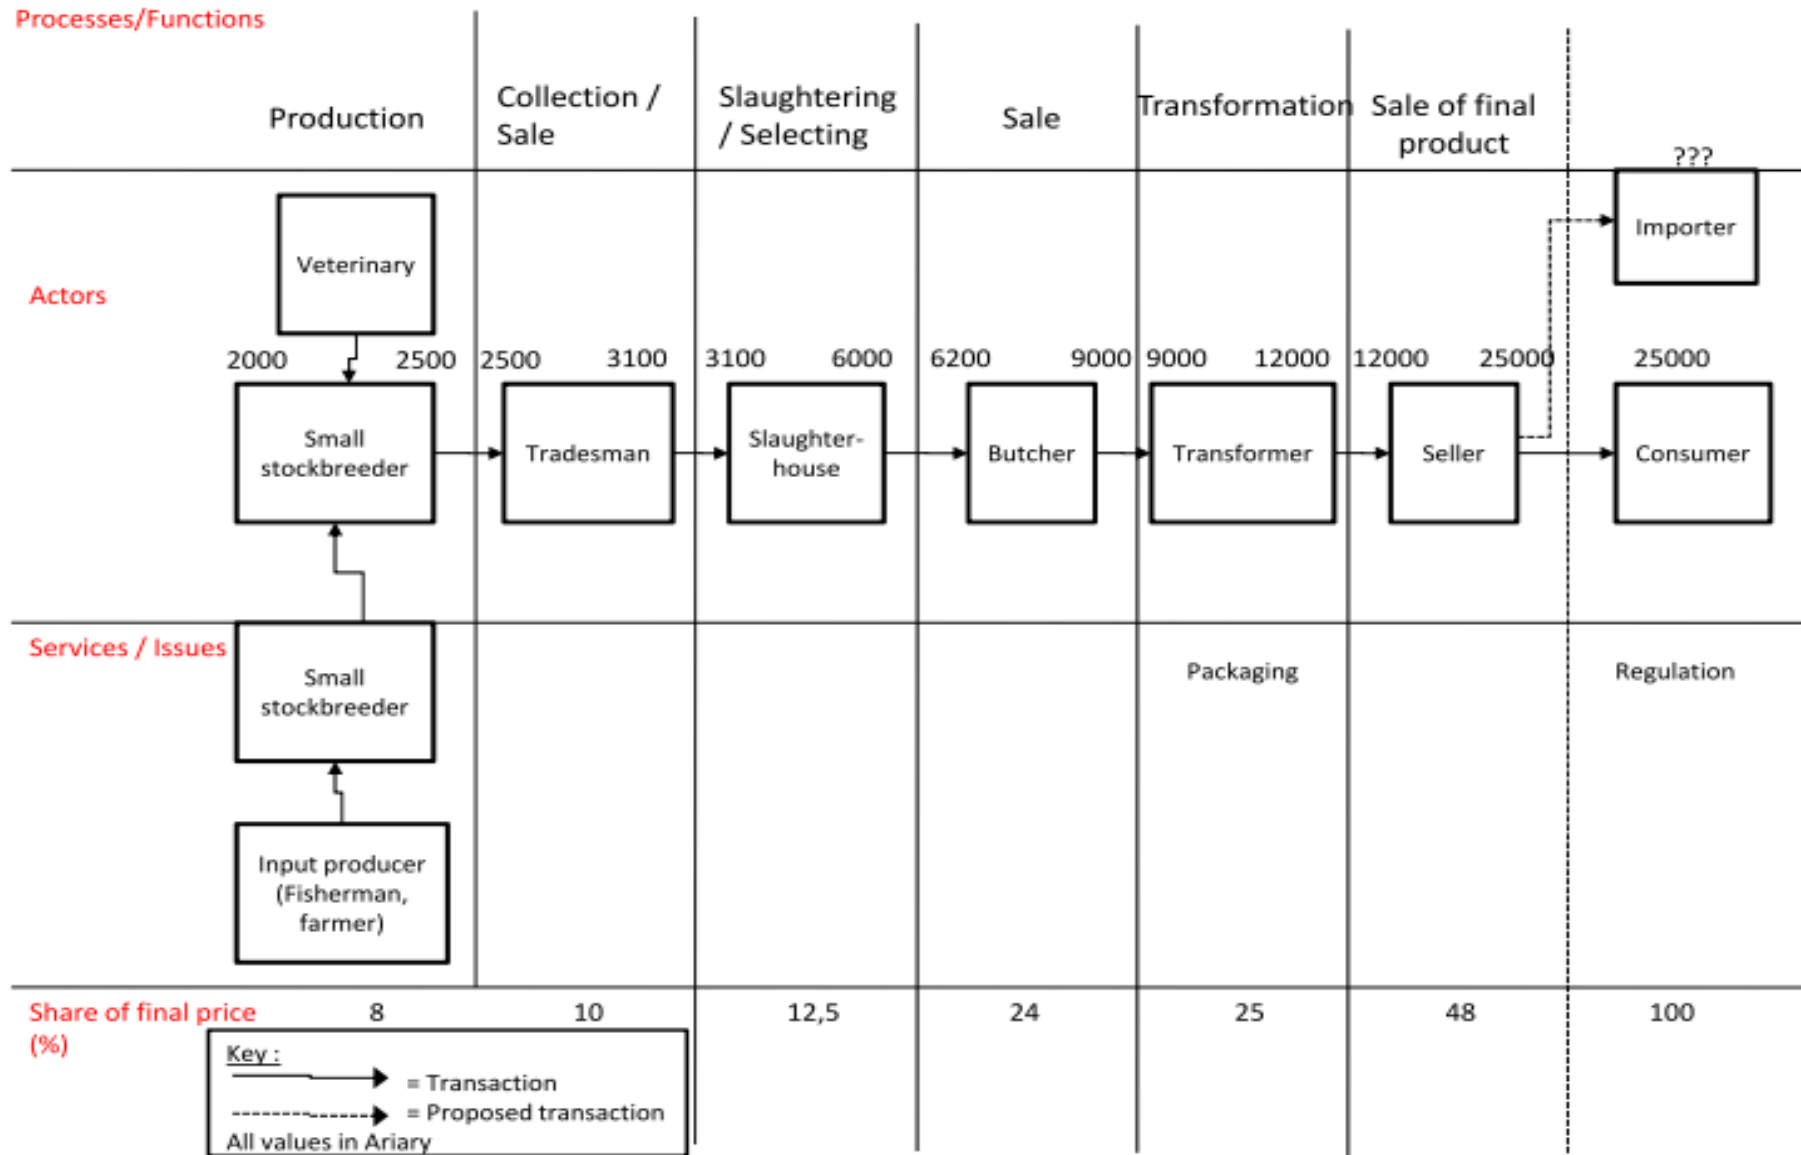 Processes/Functions
Production
Collection /
Sale
Slaughtering
/ Selecting
Sale
Transformation
Sale of final
product
???
Importer
Veterinary
Actors
2000
2500
2500
3100
3100
6000
6200
9000
9000
12000
12000
25000
25000
Small
stockbreeder
Tradesman
Slaughter-
house
Butcher
Transformer
Seller
Consumer
Services / Issues
Small
stockbreeder
Packaging
Regulation
Input producer
(Fisherman,
farmer)
Share of final price
(%)
8
10
12,5
24
25
48
100
Key :
= Transaction
= Proposed transaction
All values in Ariary